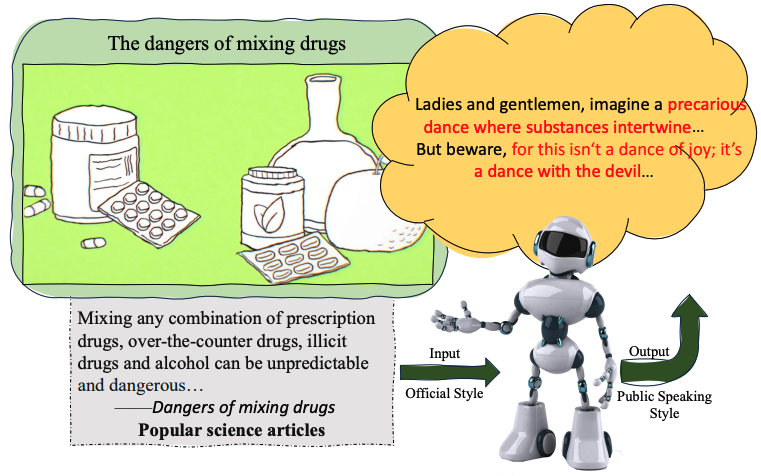 The dangers of mixing drugs
Ladies and gentlemen, imagine a precarious
dance where substances intertwine…
But beware, for this isn‘t a dance of joy; it’s
a dance with the devil…
Mixing any combination of prescription
drugs, over-the-counter drugs, illicit
drugs and alcohol can be unpredictable
and dangerous…
——Dangers of mixing drugs
Popular science articles
Input
Official Style
Output
Public Speaking
Style